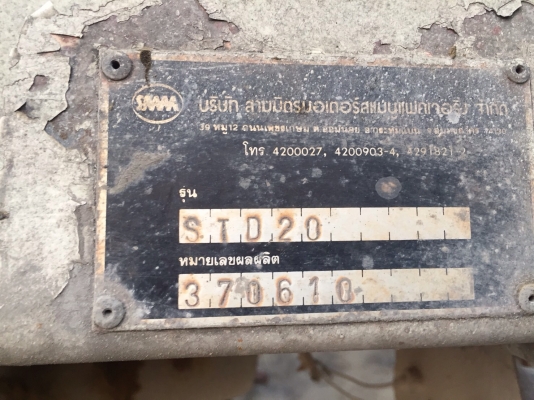 SMM
บริษัท สามมิตรมอเตอร์สแมนูแฟคเจอริ่ง จำกัด
39 หมู่12 ถนนเพชรเกษม ต.อ้อมน้อย
โทร 4200027, 4200903-4, 4291821-2
รุ่น
STD20
หมายเลขผลผลิต
370610